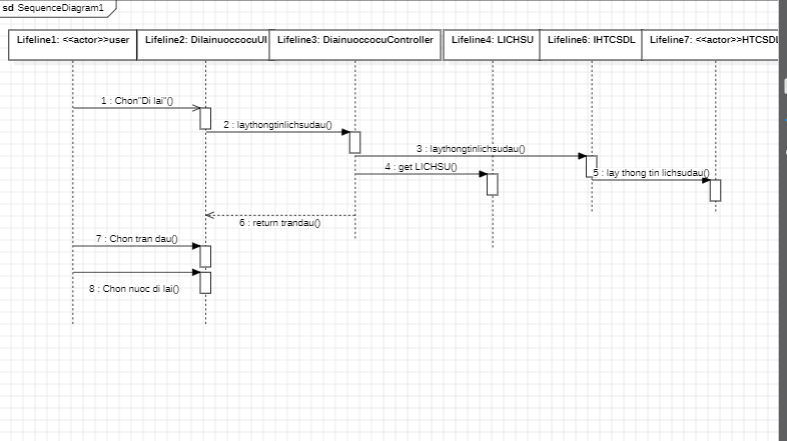 sd SequenceDiagram1
Lifeline1: <<actor>>user
Lifeline2: DilainuoccocuUI
Lifeline3: DiainuoccocuController
Lifeline4: LICHSU
Lifeline6: IHTCSDL
Lifeline7: <<actor>>HTCSDL
1 : Chon"Di lai"()
2 : laythongtinlichsudau()
3 : laythongtinlichsudau()
4 : get LICHSU()
5 : lay thong tin lichsudau()
6 : return trandau()
7 : Chon tran dau()
8 : Chon nuoc di lai()